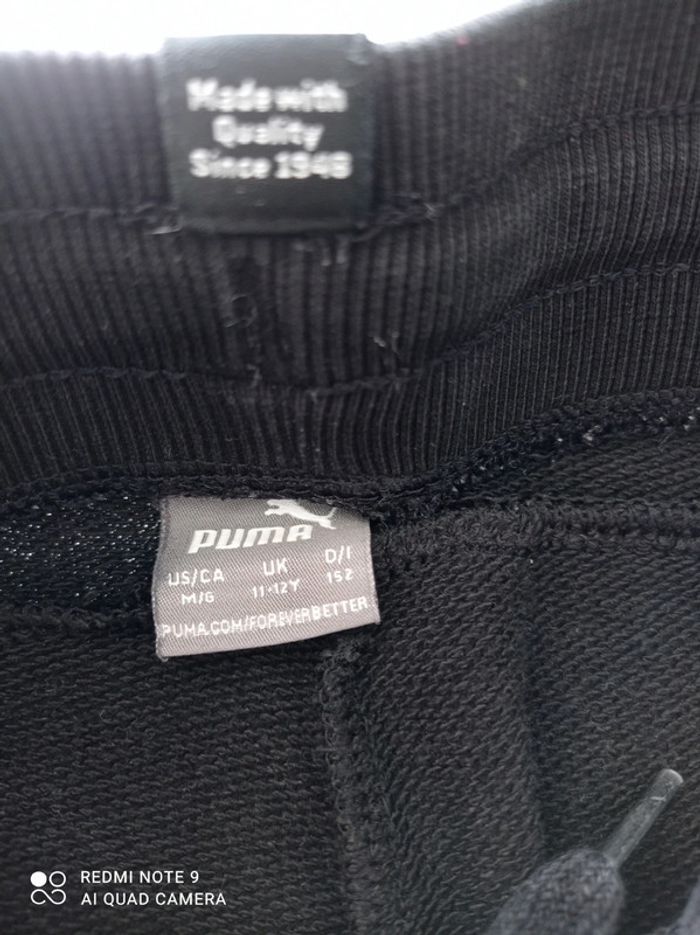 Made with
Quality
Since 1948
PUMA
US/CA UK D/I
M/G 11-12Y 152
PUMA.COM/FOREVERBETTER
REDMI NOTE 9
AI QUAD CAMERA